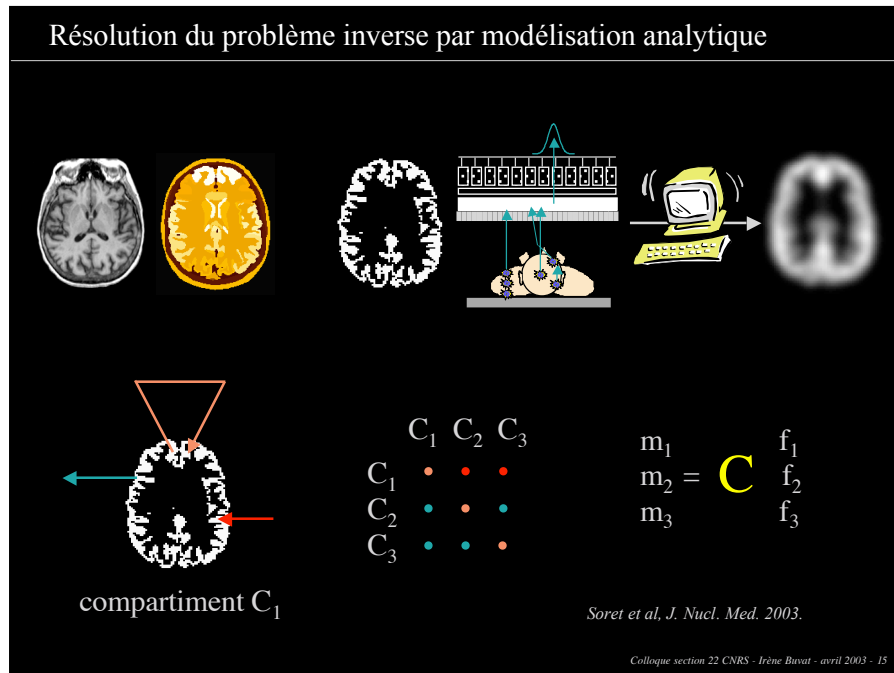 Résolution du problème inverse par modélisation analytique
compartiment C₁
C₁ C₂ C₃
C₁
C₂
C₃
m₁ f₁
m₂ = C f₂
m₃ f₃
Soret et al, J. Nucl. Med. 2003.
Colloque section 22 CNRS - Irène Buvat - avril 2003 - 15